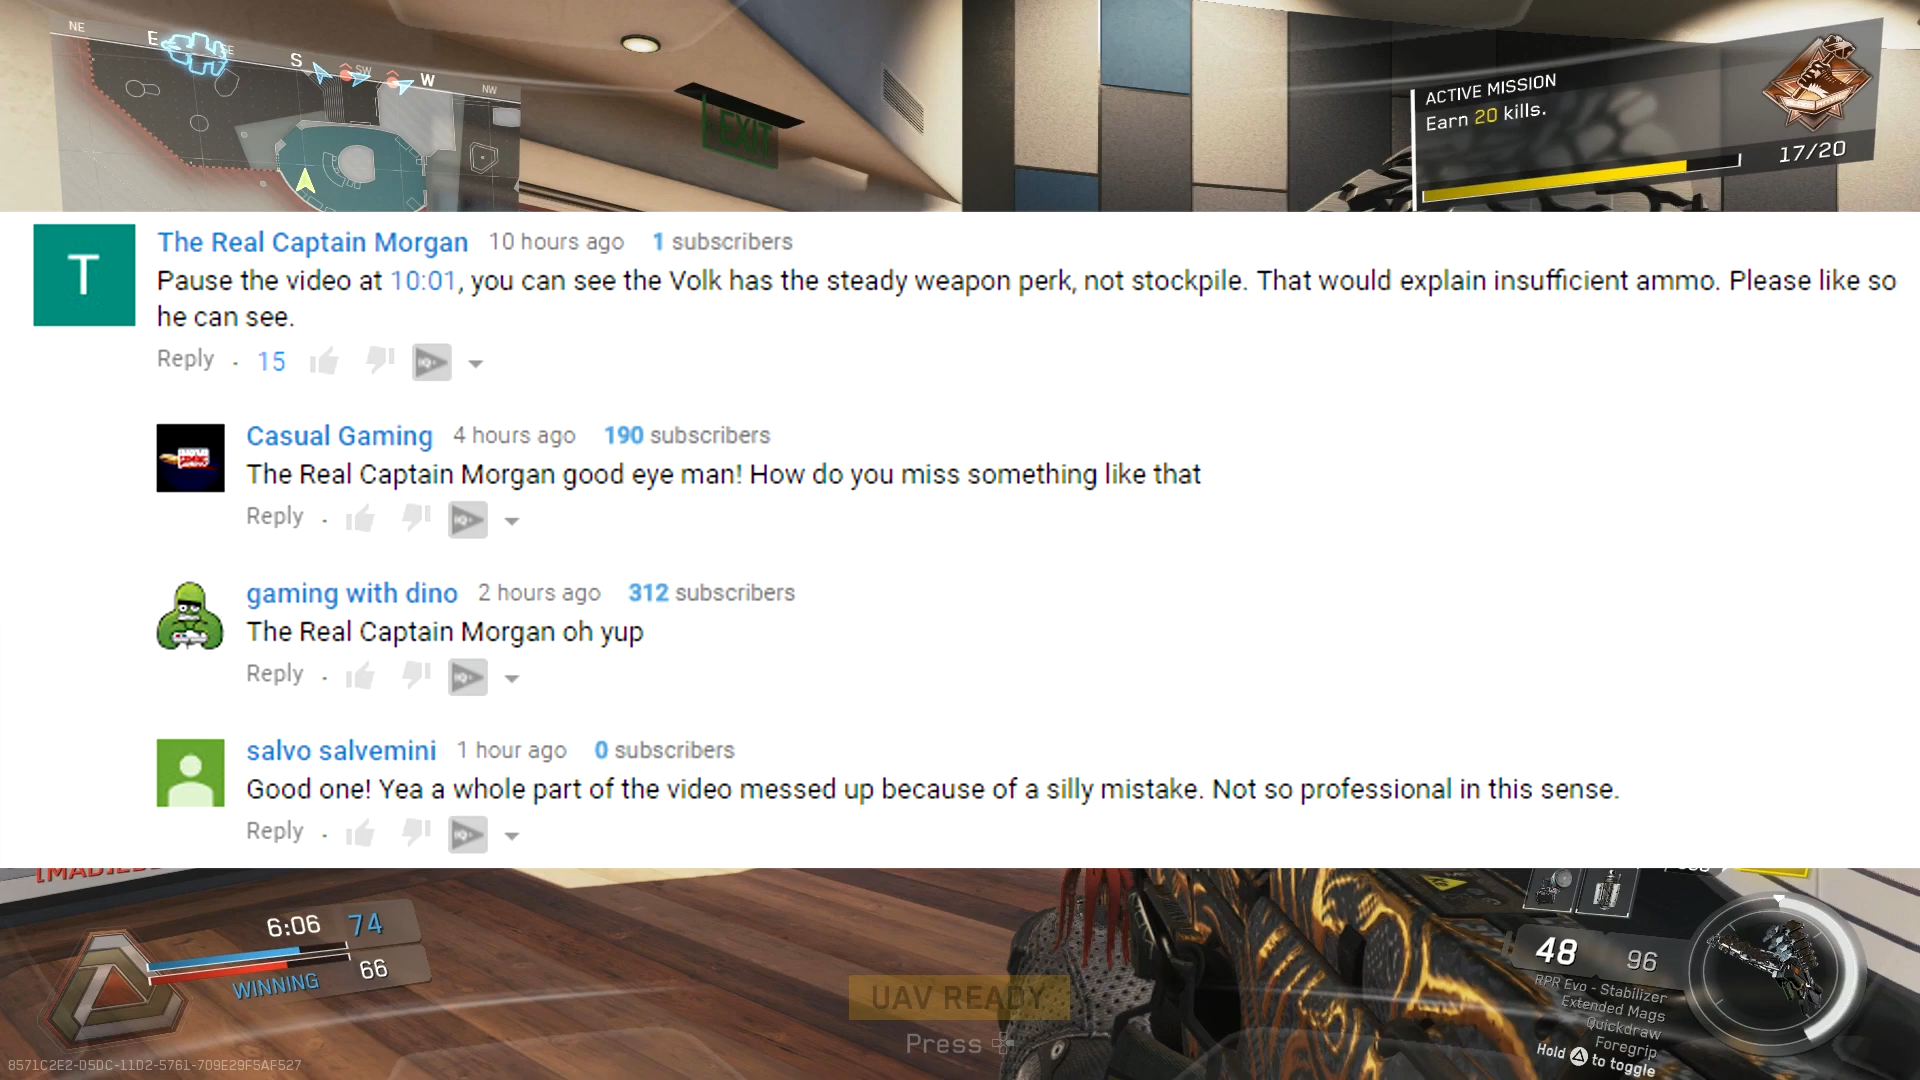 NE
E
SE
S
SW
W
NW
EXIT
ACTIVE MISSION
Earn 20 kills.
17/20
T
The Real Captain Morgan 10 hours ago 1 subscribers
Pause the video at 10:01, you can see the Volk has the steady weapon perk, not stockpile. That would explain insufficient ammo. Please like so
he can see.
Reply · 15
Casual Gaming 4 hours ago 190 subscribers
The Real Captain Morgan good eye man! How do you miss something like that
Reply ·
gaming with dino 2 hours ago 312 subscribers
The Real Captain Morgan oh yup
Reply ·
salvo salvemini 1 hour ago 0 subscribers
Good one! Yea a whole part of the video messed up because of a silly mistake. Not so professional in this sense.
Reply ·
6:06 74
66
WINNING
UAV READY
Press
48 96
RPR Evo - Stabilizer
Extended Mags
Quickdraw
Foregrip
Hold to toggle
8571C2E2-D5DC-11D2-5761-709E29F5AF527